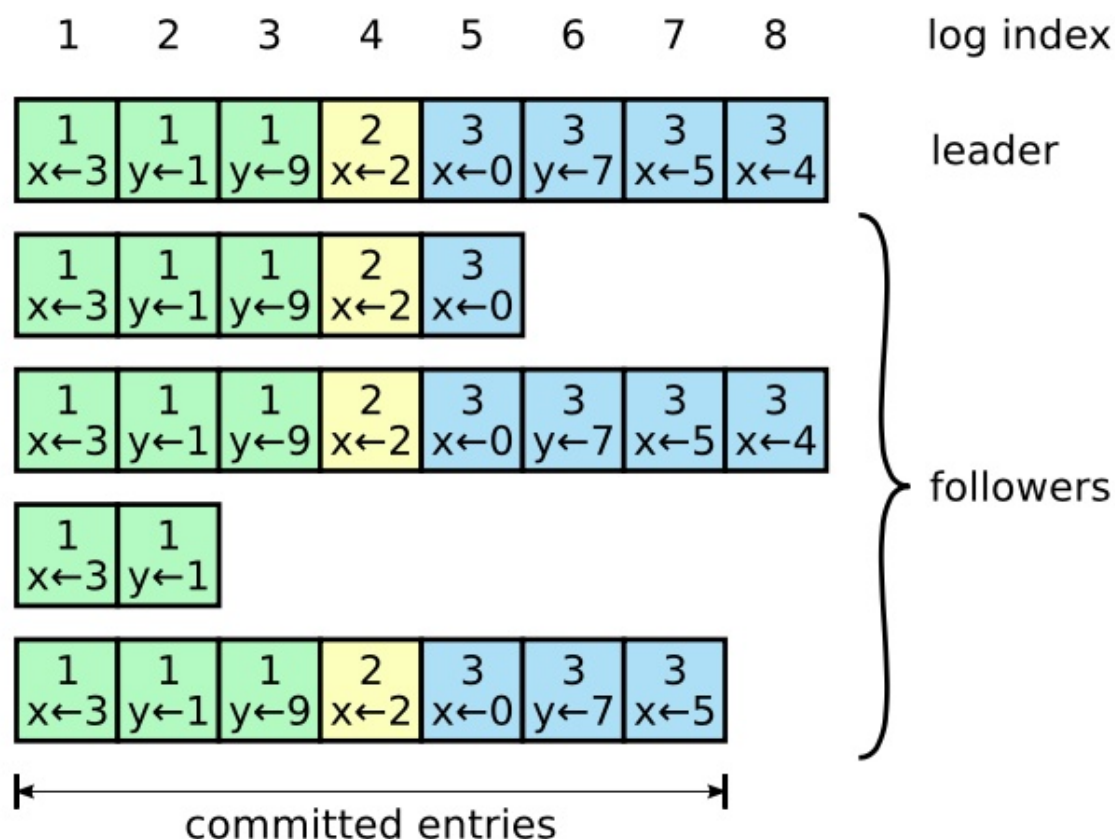 1 2 3 4 5 6 7 8 log index
1 1 1 2 3 3 3 3
x←3 y←1 y←9 x←2 x←0 y←7 x←5 x←4
leader
1 1 1 2 3
x←3 y←1 y←9 x←2 x←0
1 1 1 2 3 3 3 3
x←3 y←1 y←9 x←2 x←0 y←7 x←5 x←4
followers
1 1
x←3 y←1
1 1 1 2 3 3 3
x←3 y←1 y←9 x←2 x←0 y←7 x←5
committed entries